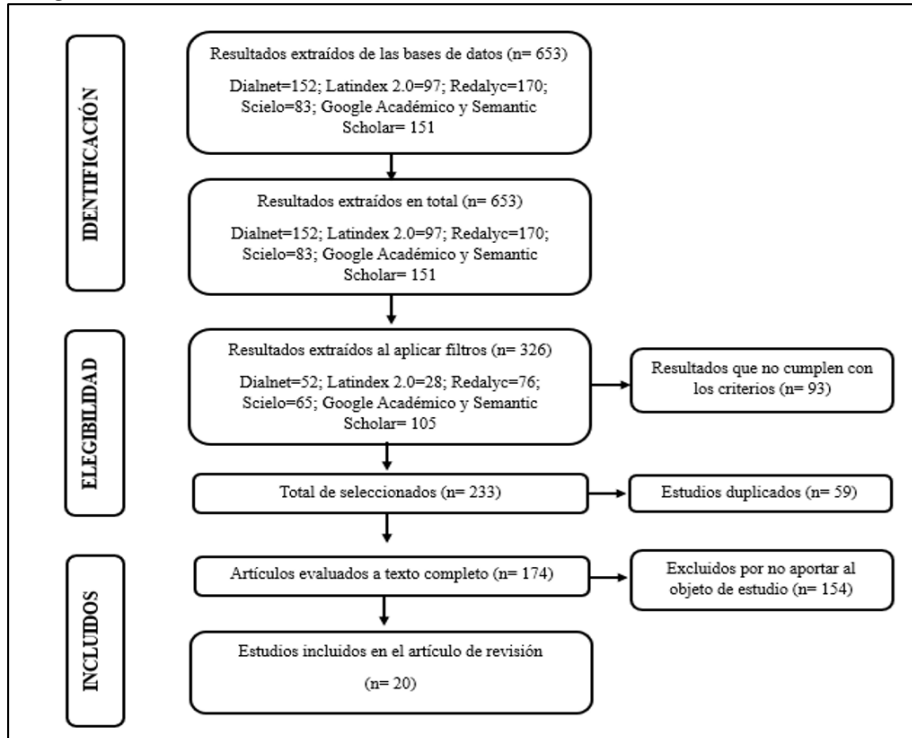 IDENTIFICACIÓN
Resultados extraídos de las bases de datos (n= 653)
Dialnet=152; Latindex 2.0=97; Redalyc=170;
Scielo=83; Google Académico y Semantic
Scholar= 151
Resultados extraídos en total (n= 653)
Dialnet=152; Latindex 2.0=97; Redalyc=170;
Scielo=83; Google Académico y Semantic
Scholar= 151
ELEGIBILIDAD
Resultados extraídos al aplicar filtros (n= 326)
Dialnet=52; Latindex 2.0=28; Redalyc=76;
Scielo=65; Google Académico y Semantic
Scholar= 105
Resultados que no cumplen con
los criterios (n= 93)
Total de seleccionados (n= 233)
Estudios duplicados (n= 59)
INCLUIDOS
Artículos evaluados a texto completo (n= 174)
Excluidos por no aportar al
objeto de estudio (n= 154)
Estudios incluidos en el artículo de revisión
(n= 20)